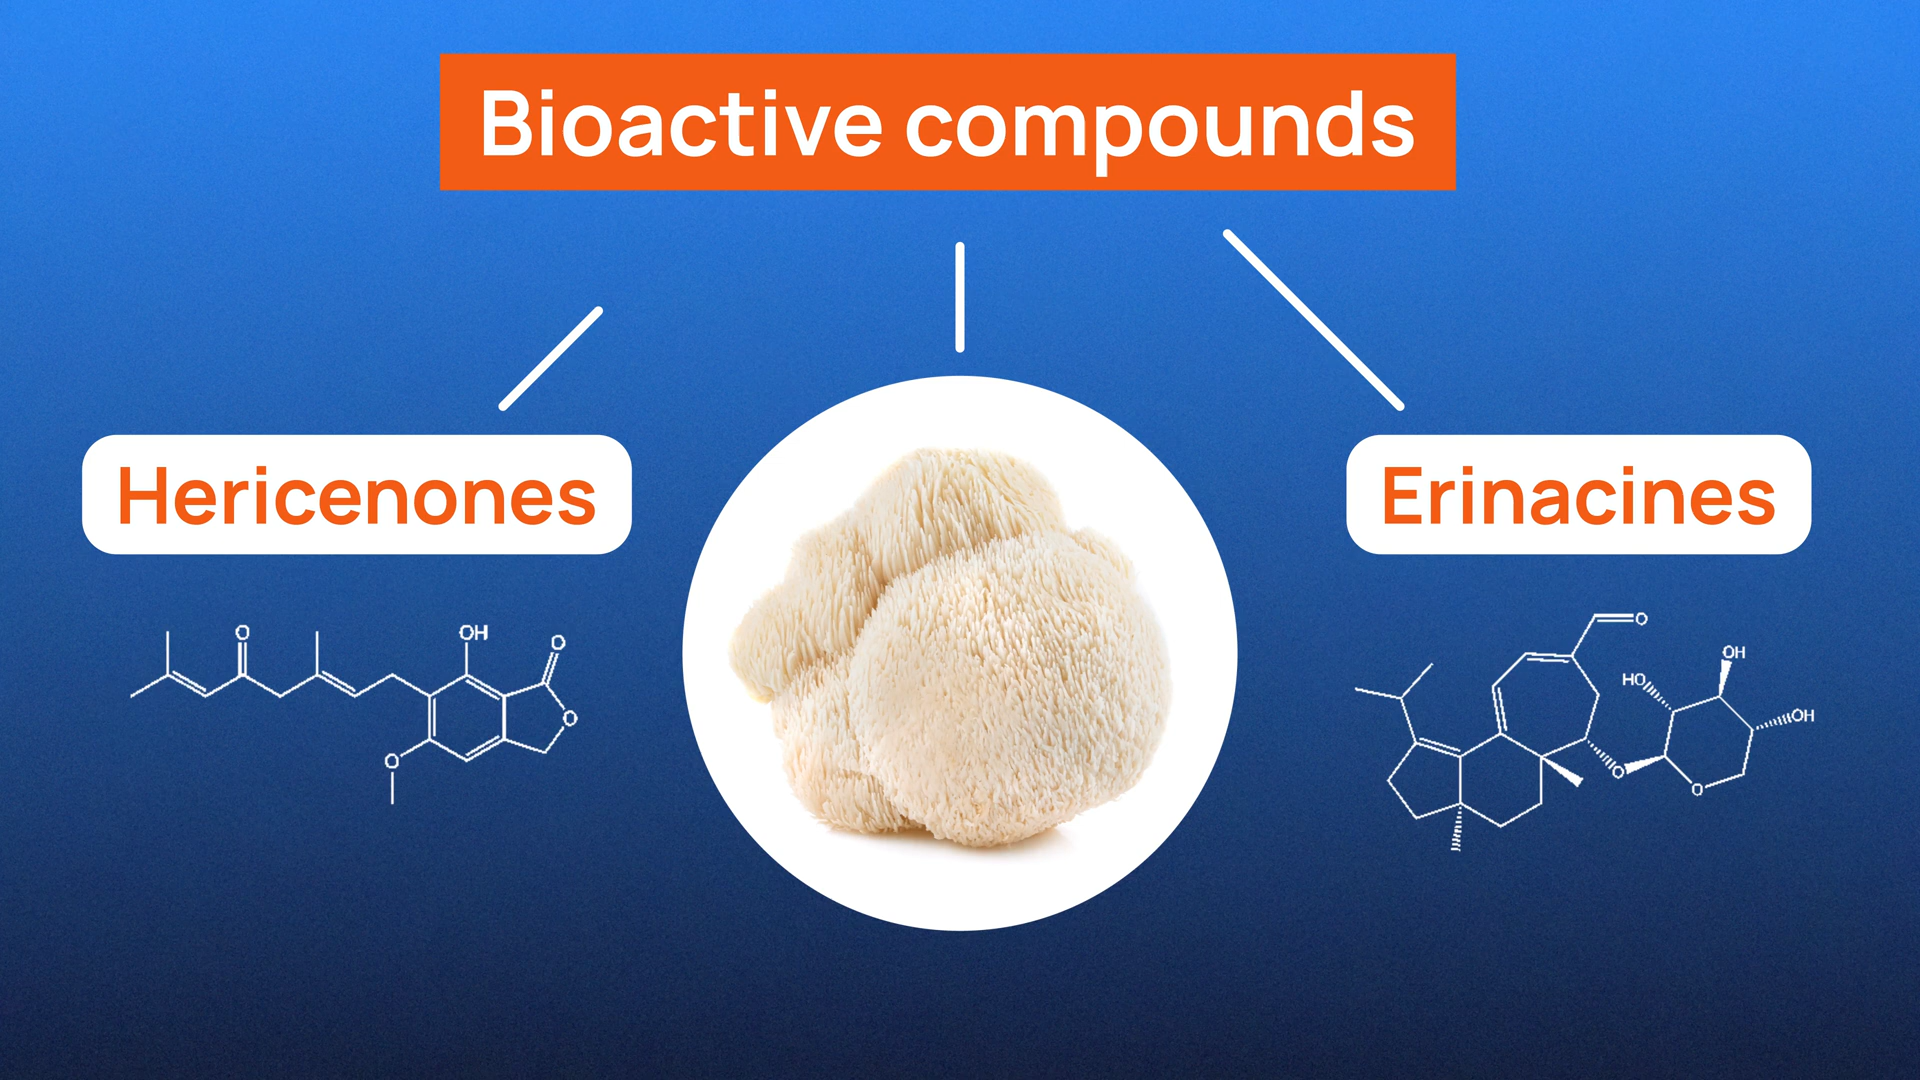 Bioactive compounds
Hericenones
Erinacines
O
OH
O
O
O
O
OH
HO
OH
O
O